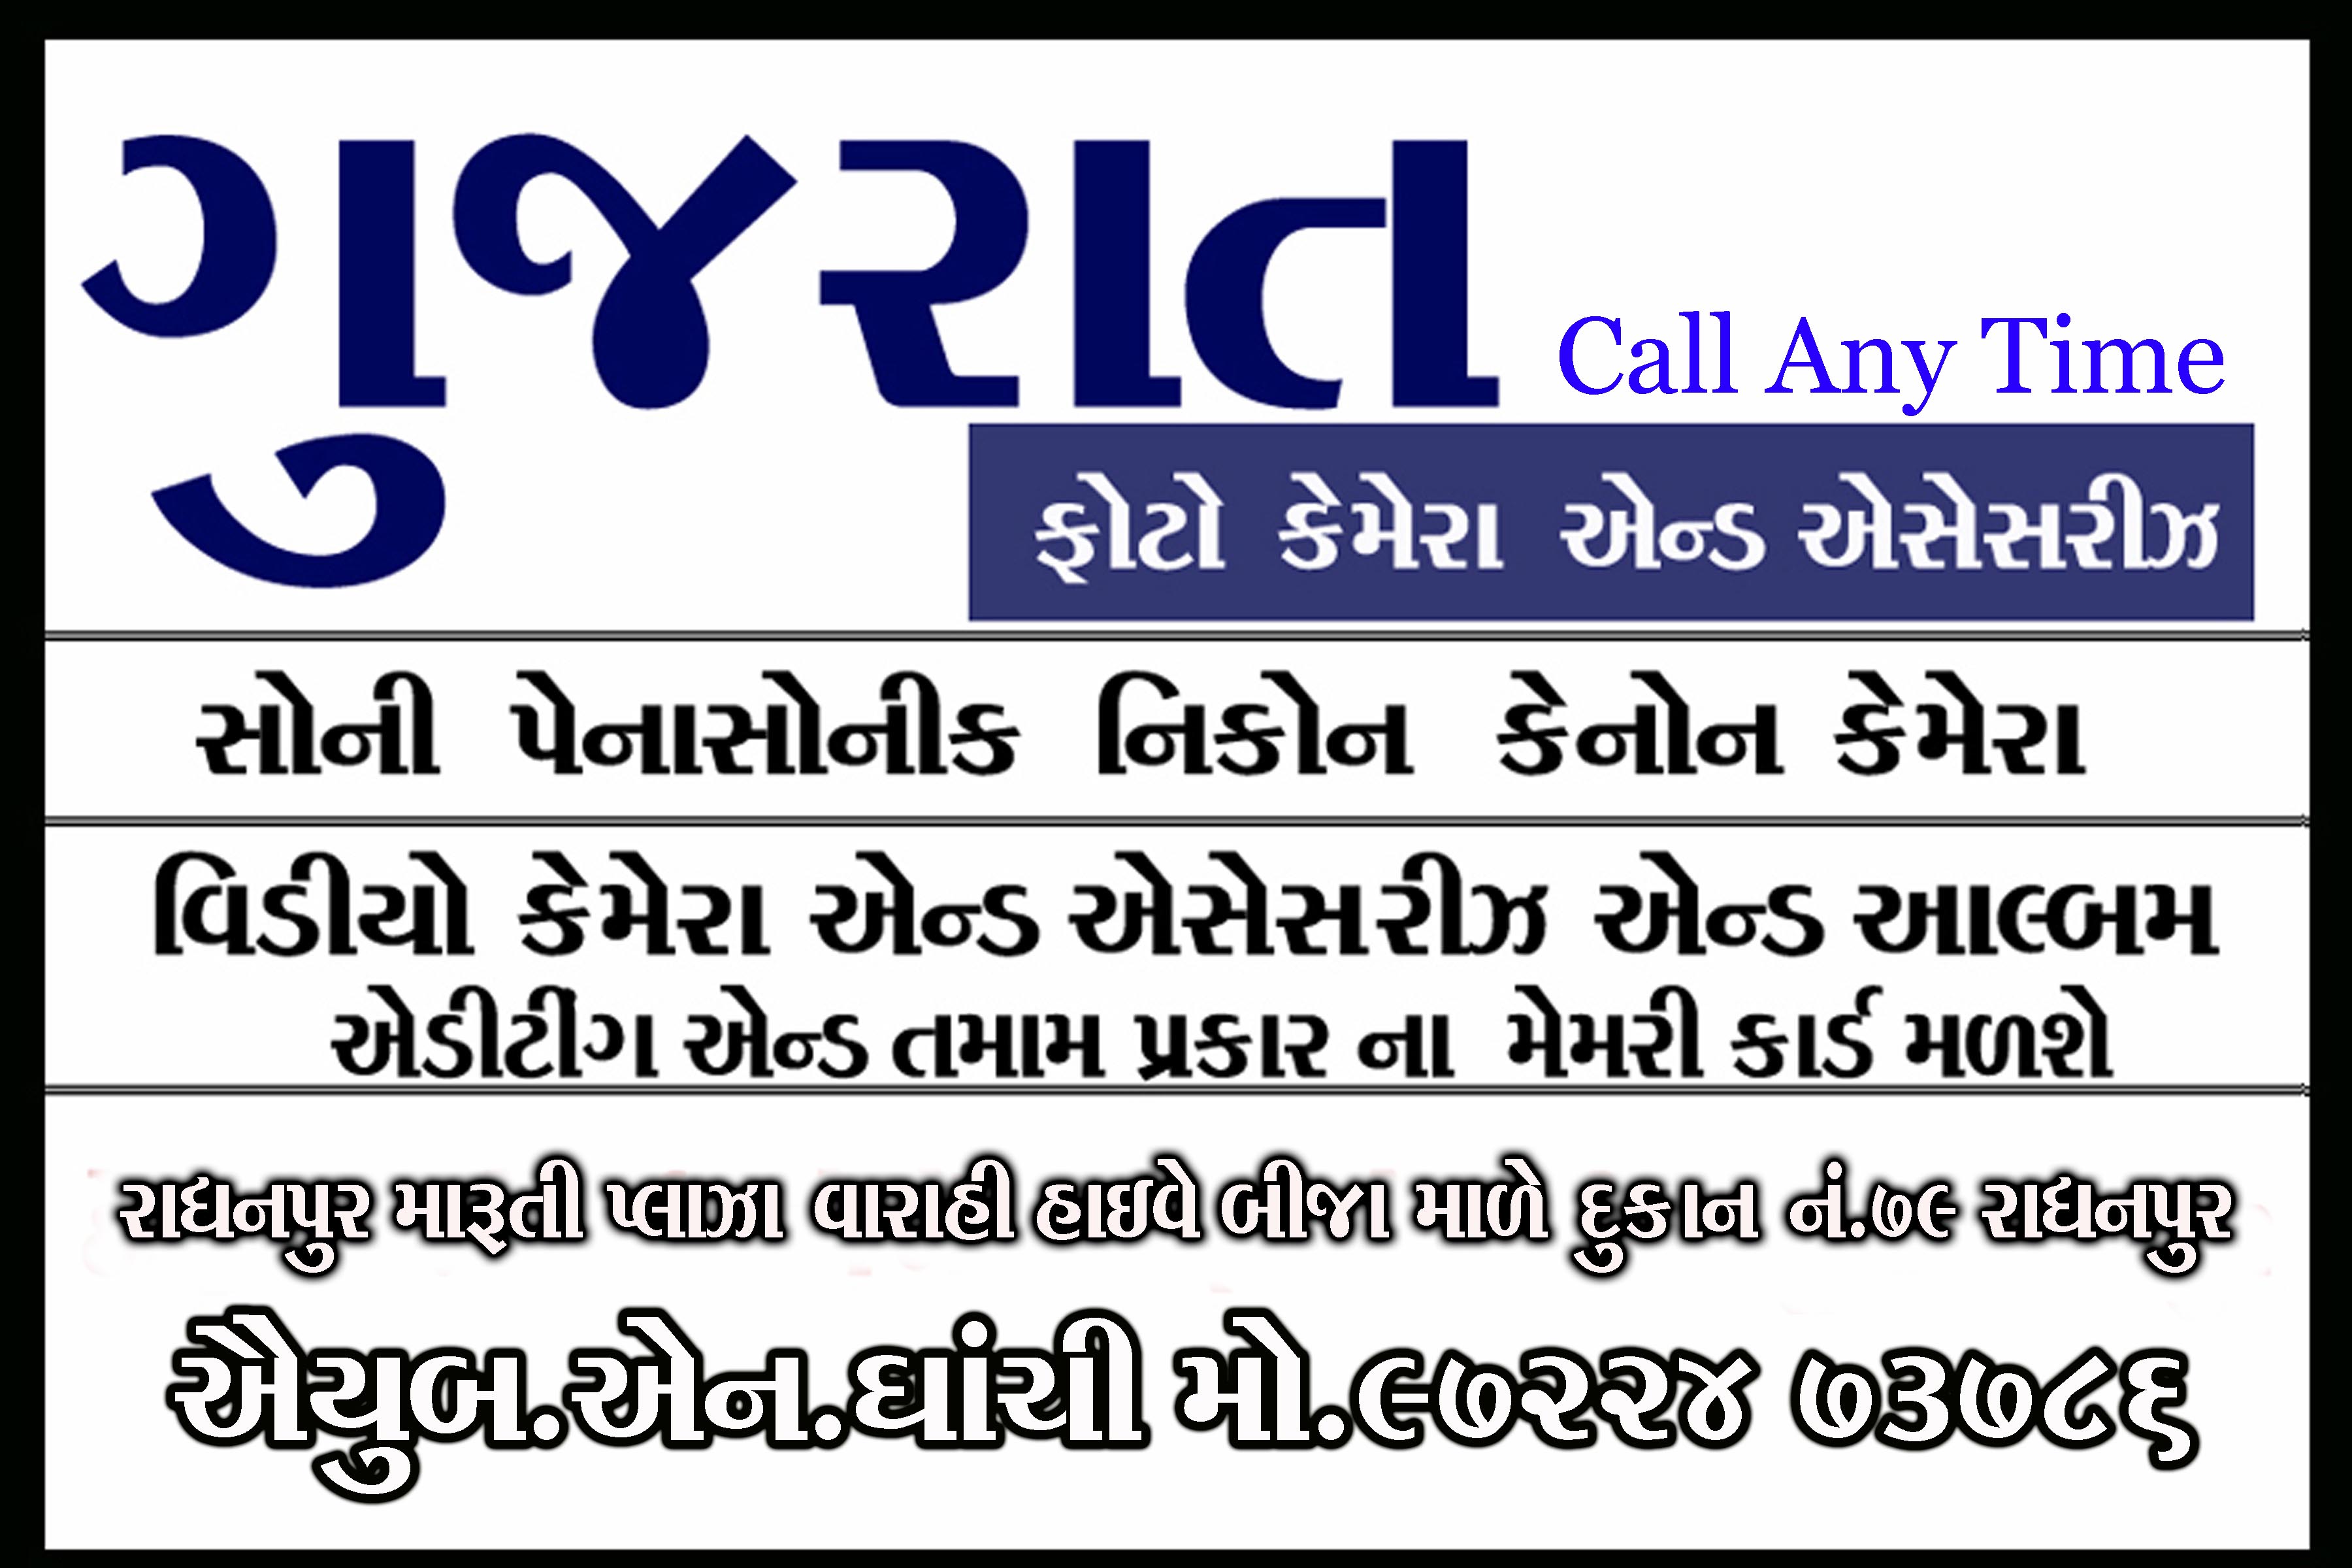 ગુજરાત
Call Any Time
ફોટો કેમેરા એન્ડ એસેસરીઝ
સોની પેનાસોનીક નિકોન કેનોન કેમેરા
વિડીયો કેમેરા એન્ડ એસેસરીઝ એન્ડ આલ્બમ
એડીટીંગ એન્ડ તમામ પ્રકાર ના મેમરી કાર્ડ મળશે
રાધનપુર મારૂતી પ્લાઝા વારાહી હાઈવે બીજા માળે દુકાન નં.૭૯ રાધનપુર
ઐયુબ.એન.ઘાંચી મો.૯૭૨૨૪ ૭૩૭૮૬